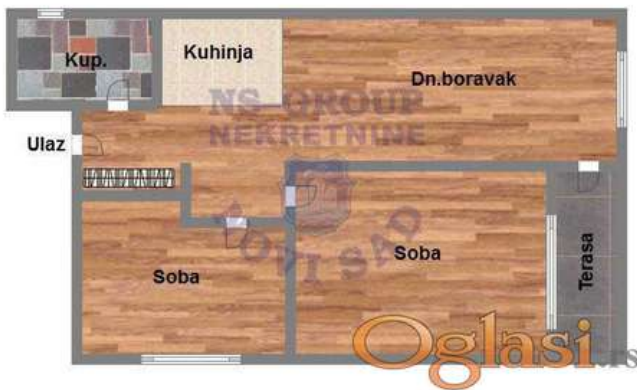 Kup.
Kuhinja
Dn.boravak
NS-GROUP
NEKRETNINE
Ulaz
NOVI SAD
Soba
Soba
Terasa
Oglasi.rs